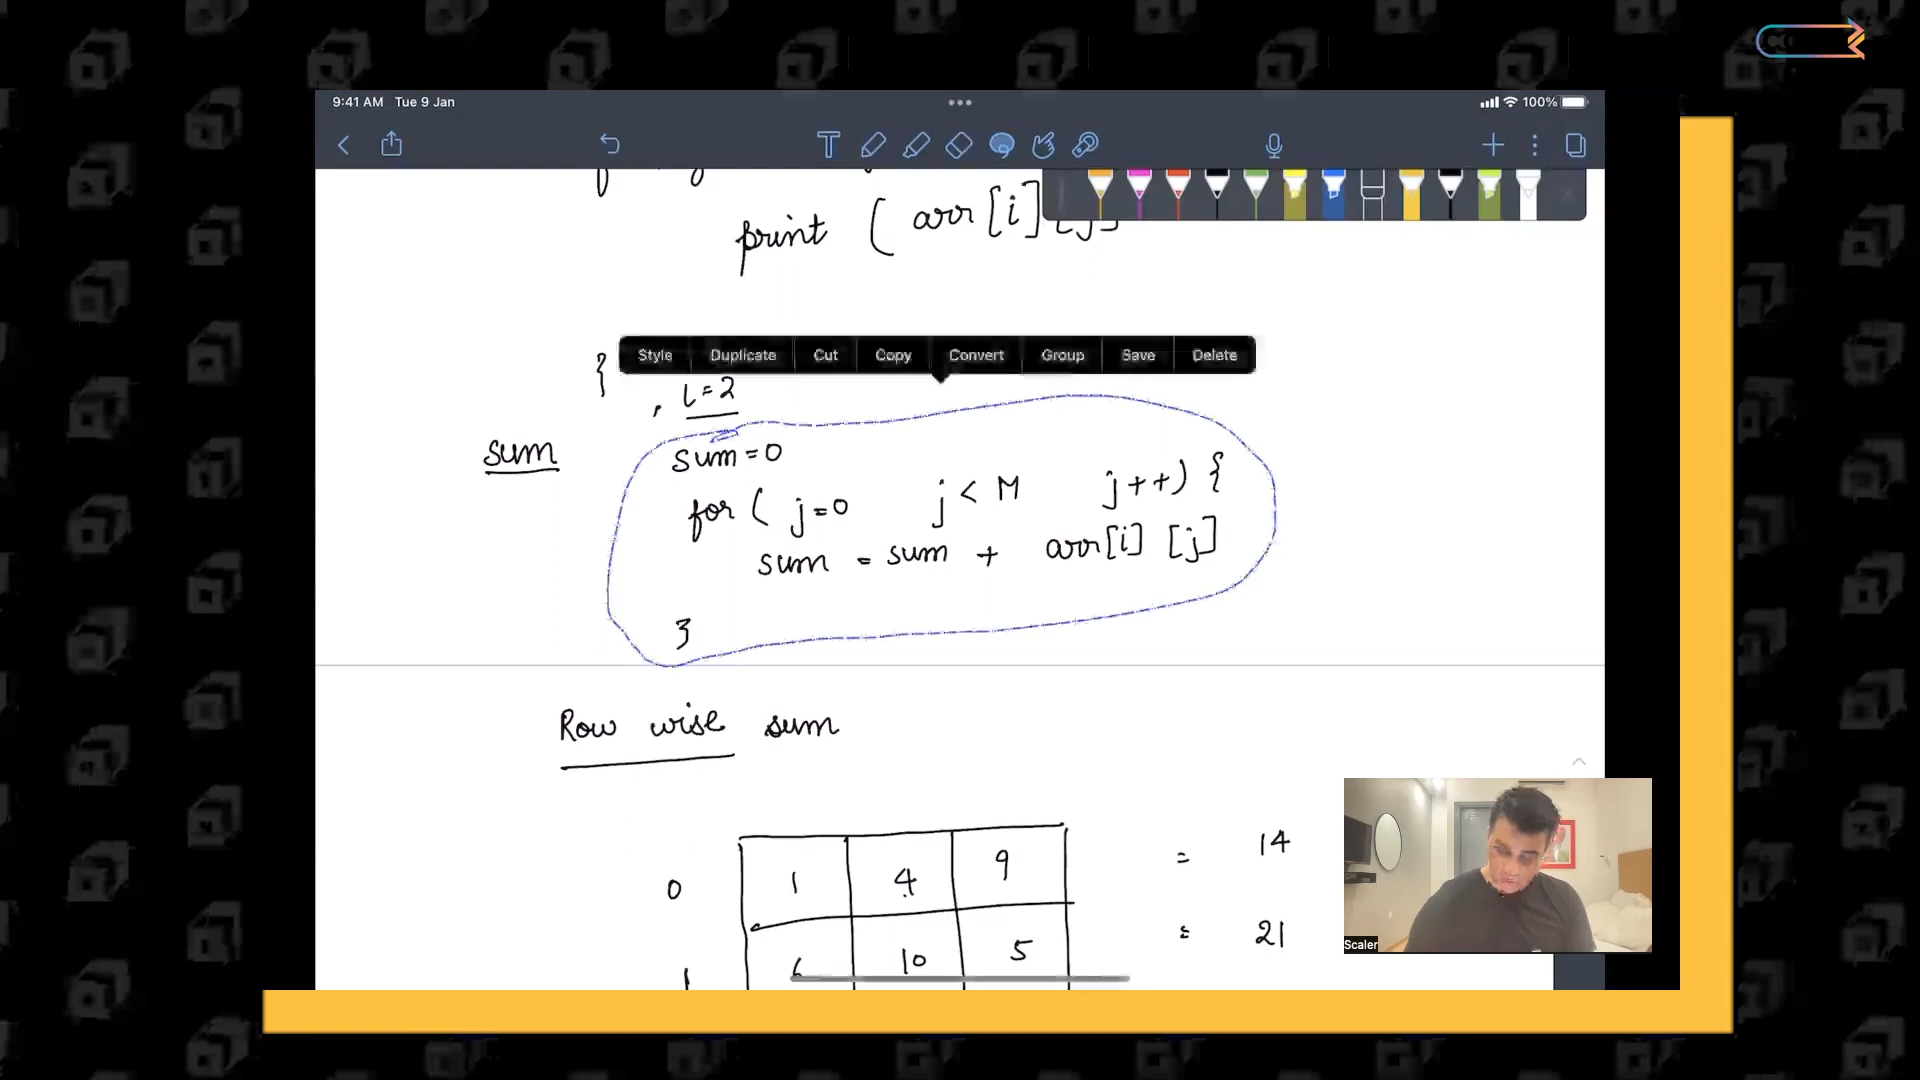 9:41 AM Tue 9 Jan
100%
print ( arr[i] [j]
Style Duplicate Cut Copy Convert Group Save Delete
{
, i=2
sum
sum = 0
for ( j=0 j < M j++) {
sum = sum + arr[i] [j]
}
Row wise sum
0 1 4 9 = 14
1 6 10 5 = 21
Scaler